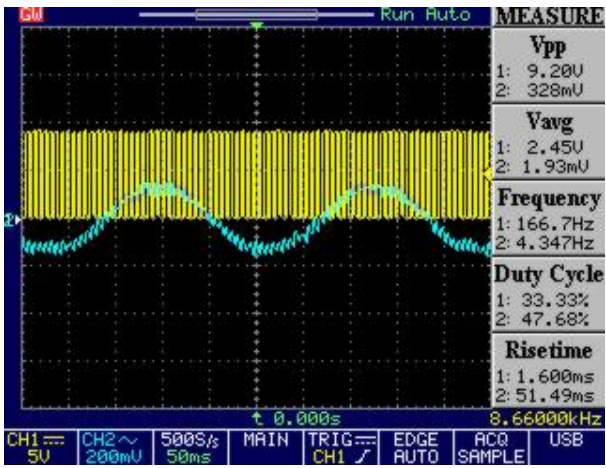 GW Run Auto MEASURE
Vpp
1: 9.20V
2: 328mV
Vavg
1: 2.45V
2: 1.93mV
Frequency
1: 166.7Hz
2: 4.347Hz
Duty Cycle
1: 33.33%
2: 47.68%
Risetime
1: 1.600ms
2: 51.49ms
2
0.000s 8.66000kHz
CH1 CH2 500S/s MAIN TRIG EDGE ACQ USB
5V 200mV 50ms CH1 AUTO SAMPLE